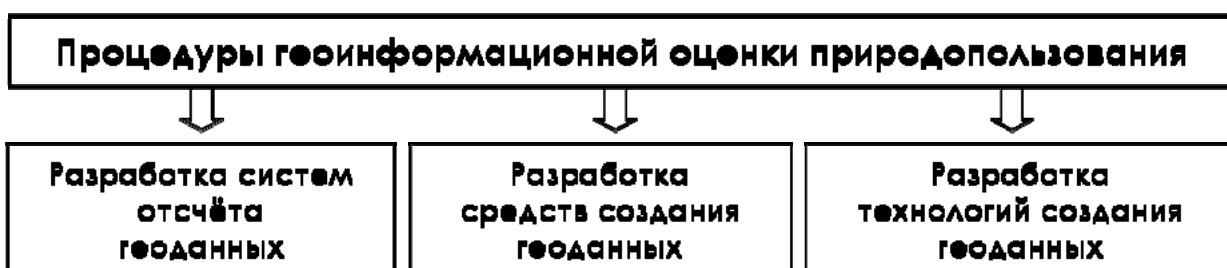 Процедуры геоинформационной оценки природопользования
Разработка систем
отсчёта
геоданных
Разработка
средств создания
геоданных
Разработка
технологий создания
геоданных